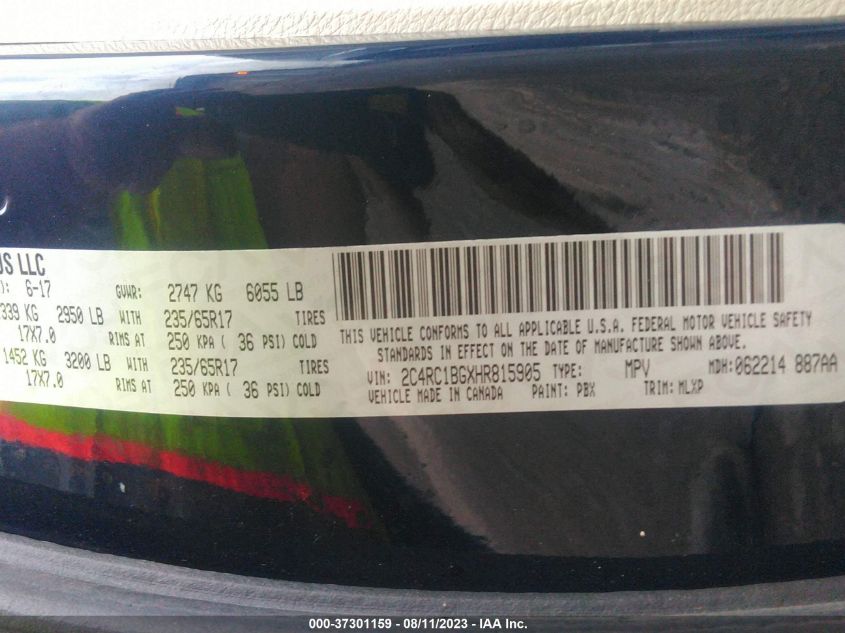 US LLC
): 6-17 GVWR: 2747 KG 6055 LB
339 KG 2950 LB WITH 235/65R17 TIRES
17X7.0 RIMS AT 250 KPA ( 36 PSI) COLD
1452 KG 3200 LB WITH 235/65R17 TIRES
17X7.0 RIMS AT 250 KPA ( 36 PSI) COLD
THIS VEHICLE CONFORMS TO ALL APPLICABLE U.S.A. FEDERAL MOTOR VEHICLE SAFETY
STANDARDS IN EFFECT ON THE DATE OF MANUFACTURE SHOWN ABOVE.
VIN: 2C4RC1BGXHR815905 TYPE: MPV MDH:062214 887AA
VEHICLE MADE IN CANADA PAINT: PBX TRIM: MLXP
000-37301159 - 08/11/2023 - IAA Inc.